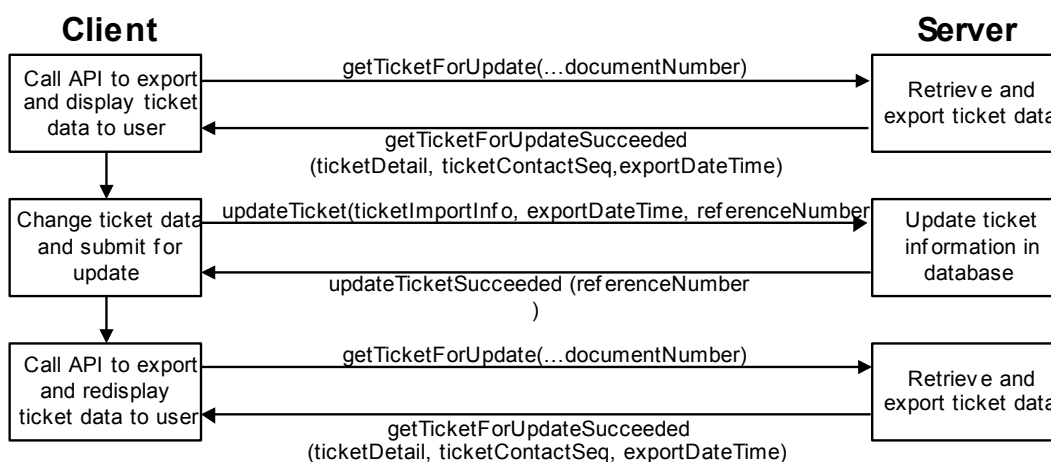 Client
Server
Call API to export
and display ticket
data to user
getTicketForUpdate(...documentNumber)
Retrieve and
export ticket data
getTicketForUpdateSucceeded
(ticketDetail, ticketContactSeq,exportDateTime)
Change ticket data
and submit for
update
updateTicket(ticketImportInfo, exportDateTime, referenceNumber
Update ticket
information in
database
updateTicketSucceeded (referenceNumber
)
Call API to export
and redisplay
ticket data to user
getTicketForUpdate(...documentNumber)
Retrieve and
export ticket data
getTicketForUpdateSucceeded
(ticketDetail, ticketContactSeq, exportDateTime)